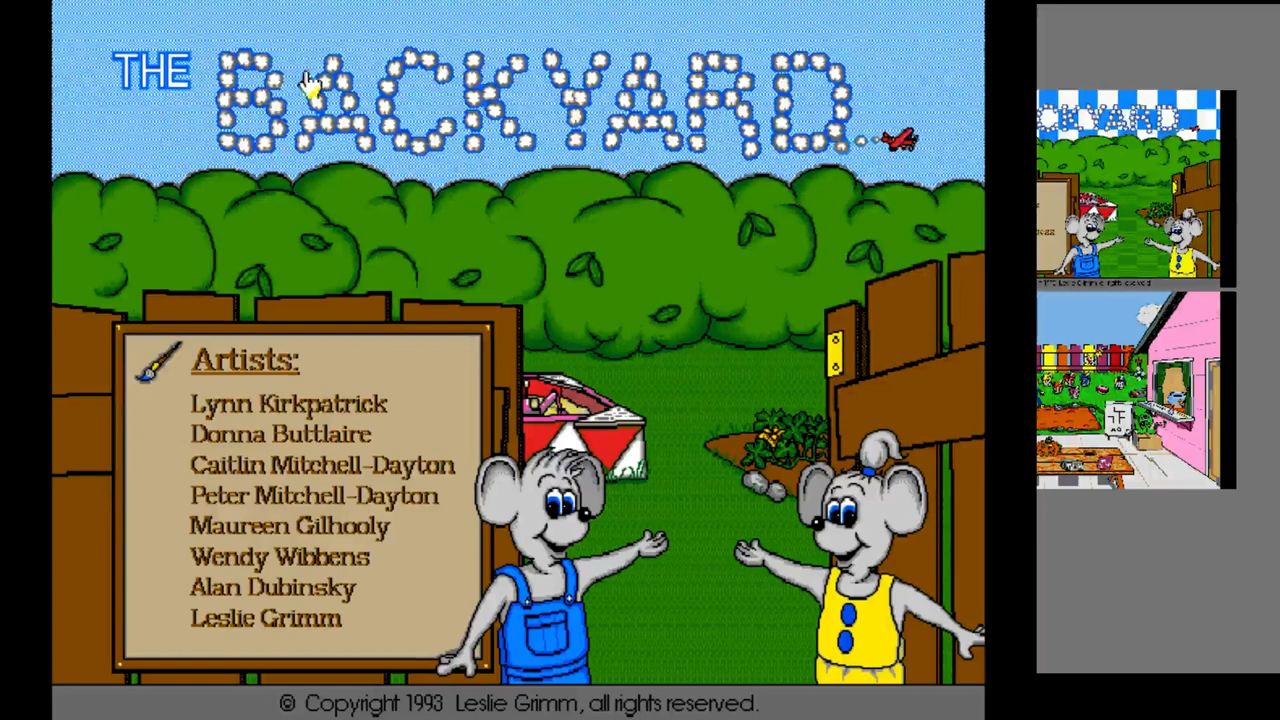 THE BACKYARD
Artists:
Lynn Kirkpatrick
Donna Buttlaire
Caitlin Mitchell-Dayton
Peter Mitchell-Dayton
Maureen Gilhooly
Wendy Wibbens
Alan Dubinsky
Leslie Grimm
© Copyright 1993 Leslie Grimm, all rights reserved.
CKYARD